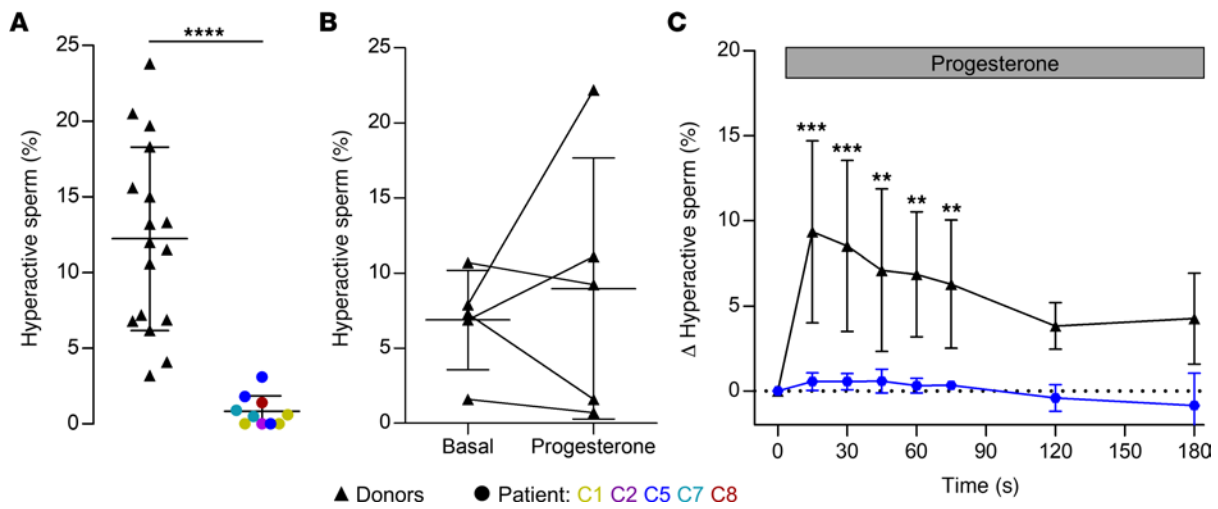 A
Hyperactive sperm (%)
25
20
15
10
5
0
****
B
Hyperactive sperm (%)
25
20
15
10
5
0
Basal
Progesterone
C
Δ Hyperactive sperm (%)
20
15
10
5
0
Progesterone
***
***
**
**
**
0
30
60
90
120
150
180
Time (s)
▲ Donors
● Patient: C1 C2 C5 C7 C8